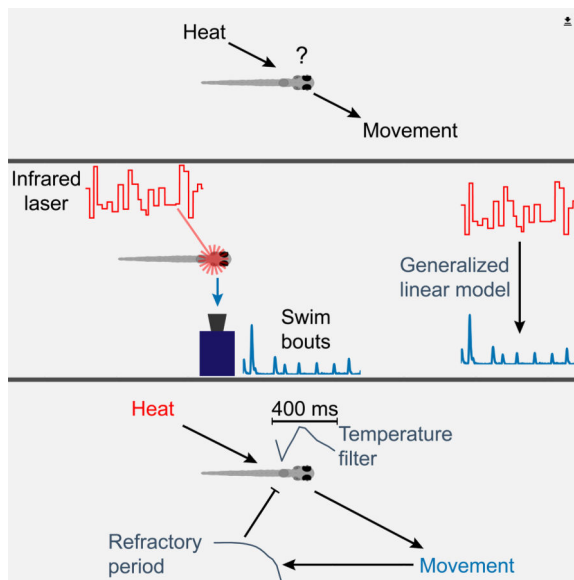 Heat
?
Movement
Infrared
laser
Swim
bouts
Generalized
linear model
Heat
400 ms
Temperature
filter
Refractory
period
Movement